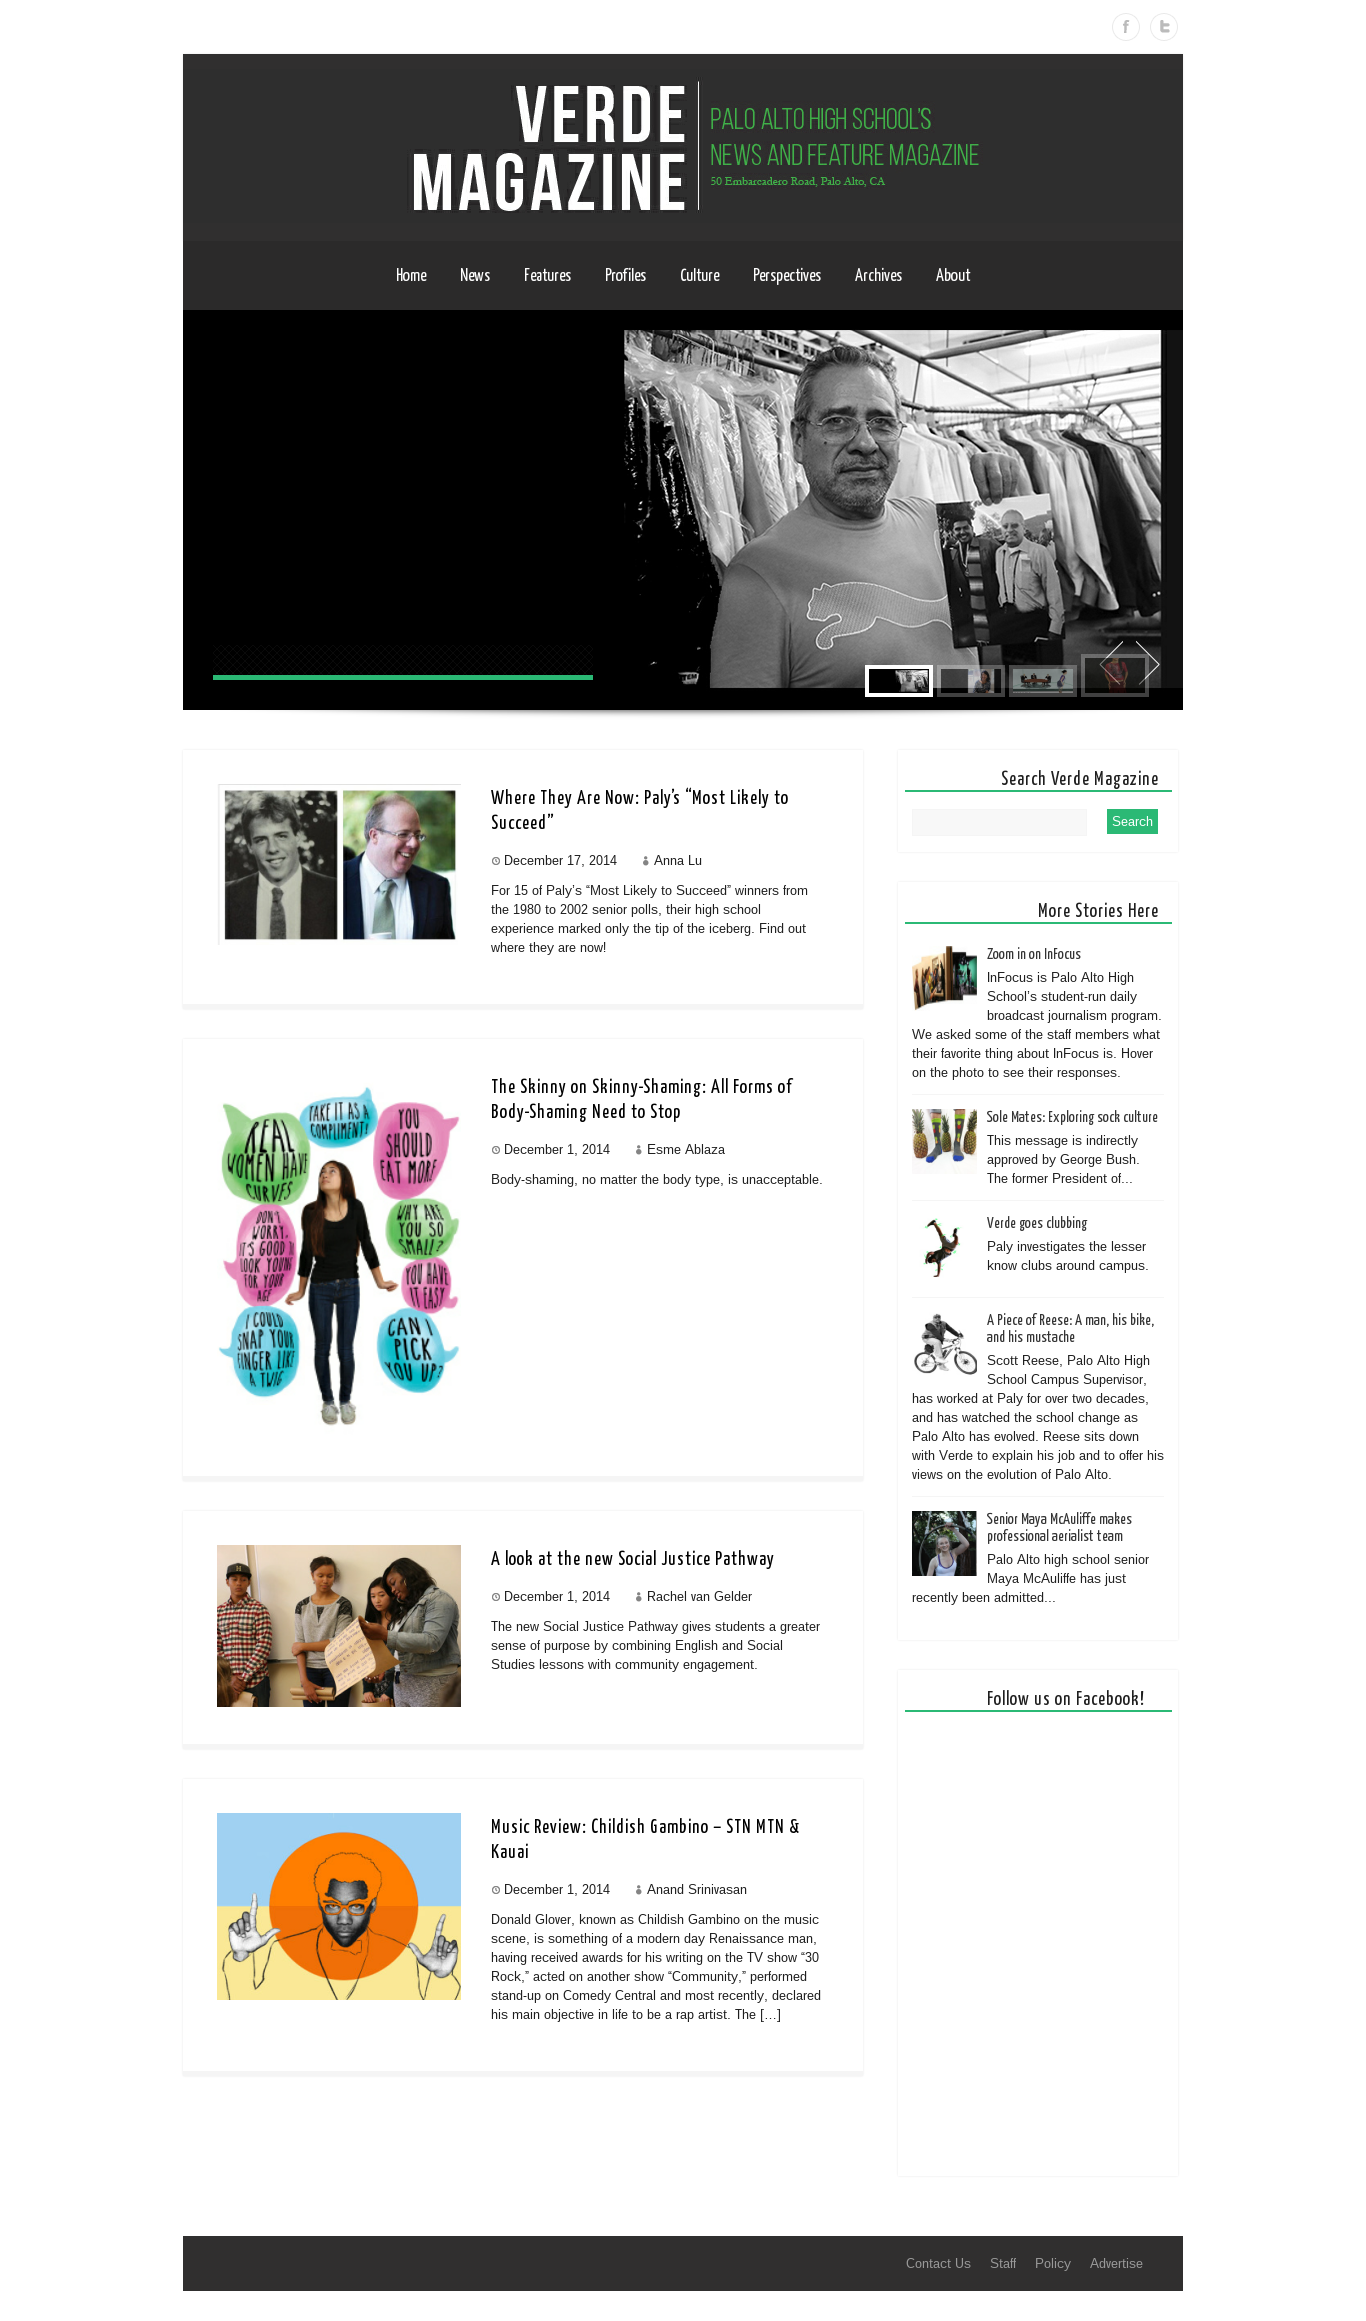 VERDE
MAGAZINE
PALO ALTO HIGH SCHOOL'S
NEWS AND FEATURE MAGAZINE
50 Embarcadero Road, Palo Alto, CA
Home News Features Profiles Culture Perspectives Archives About
Where They Are Now: Paly’s “Most Likely to
Succeed”
December 17, 2014 Anna Lu
For 15 of Paly’s “Most Likely to Succeed” winners from
the 1980 to 2002 senior polls, their high school
experience marked only the tip of the iceberg. Find out
where they are now!
REAL
WOMEN HAVE
CURVES
TAKE IT AS A
COMPLIMENT!
YOU
SHOULD
EAT MORE!
DON'T
WORRY.
IT'S GOOD TO
LOOK YOUNG
FOR YOUR
AGE
WHY ARE
YOU SO
SMALL?
YOU HAVE
IT EASY
I COULD
SNAP YOUR
FINGER LIKE
A TWIG
CAN I
PICK
YOU UP?
The Skinny on Skinny-Shaming: All Forms of
Body-Shaming Need to Stop
December 1, 2014 Esme Ablaza
Body-shaming, no matter the body type, is unacceptable.
A look at the new Social Justice Pathway
December 1, 2014 Rachel van Gelder
The new Social Justice Pathway gives students a greater
sense of purpose by combining English and Social
Studies lessons with community engagement.
Music Review: Childish Gambino – STN MTN &
Kauai
December 1, 2014 Anand Srinivasan
Donald Glover, known as Childish Gambino on the music
scene, is something of a modern day Renaissance man,
having received awards for his writing on the TV show “30
Rock,” acted on another show “Community,” performed
stand-up on Comedy Central and most recently, declared
his main objective in life to be a rap artist. The […]
Search Verde Magazine
Search
More Stories Here
Zoom in on InFocus
InFocus is Palo Alto High
School’s student-run daily
broadcast journalism program.
We asked some of the staff members what
their favorite thing about InFocus is. Hover
on the photo to see their responses.
Sole Mates: Exploring sock culture
This message is indirectly
approved by George Bush.
The former President of...
Verde goes clubbing
Paly investigates the lesser
know clubs around campus.
A Piece of Reese: A man, his bike,
and his mustache
Scott Reese, Palo Alto High
School Campus Supervisor,
has worked at Paly for over two decades,
and has watched the school change as
Palo Alto has evolved. Reese sits down
with Verde to explain his job and to offer his
views on the evolution of Palo Alto.
Senior Maya McAuliffe makes
professional aerialist team
Palo Alto high school senior
Maya McAuliffe has just
recently been admitted...
Follow us on Facebook!
Contact Us Staff Policy Advertise